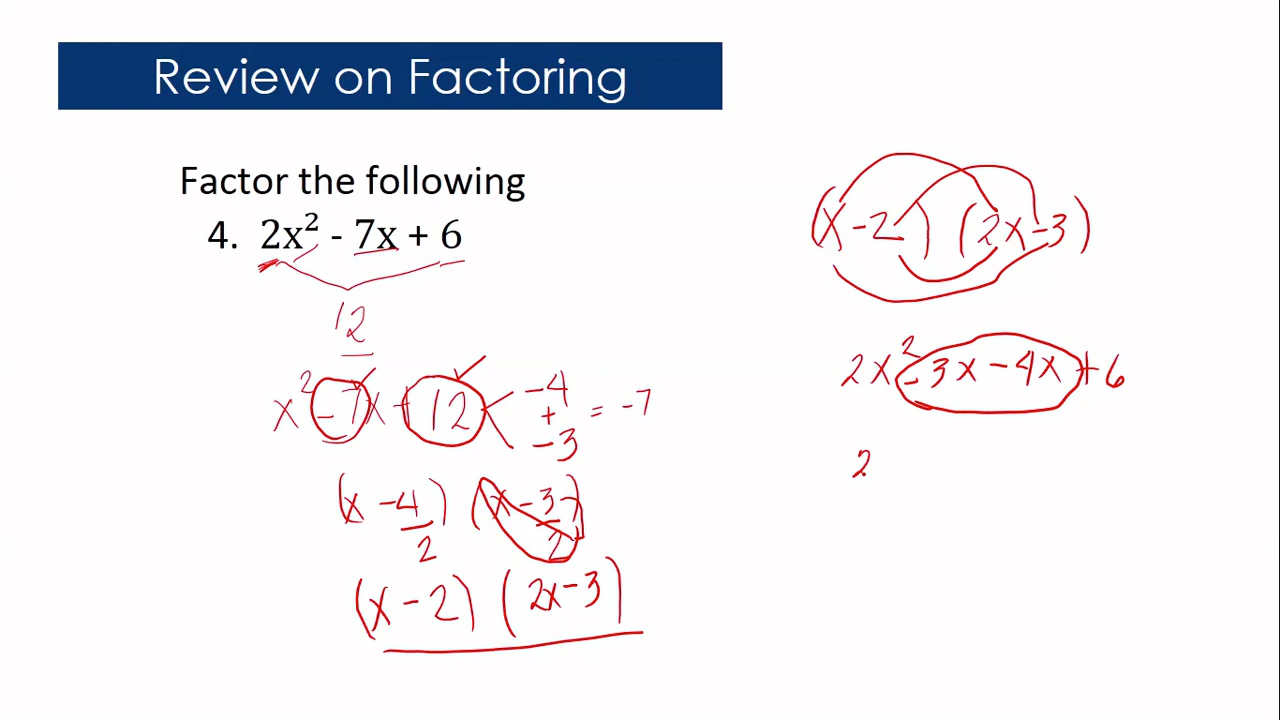 Review on Factoring
Factor the following
4. 2x² - 7x + 6
12
x² - 7x + 12 < -4 + -3 = -7
(x - 4/2) (x - 3/2)
(x - 2) (2x - 3)
(x - 2) (2x - 3)
2x² - 3x - 4x + 6
2